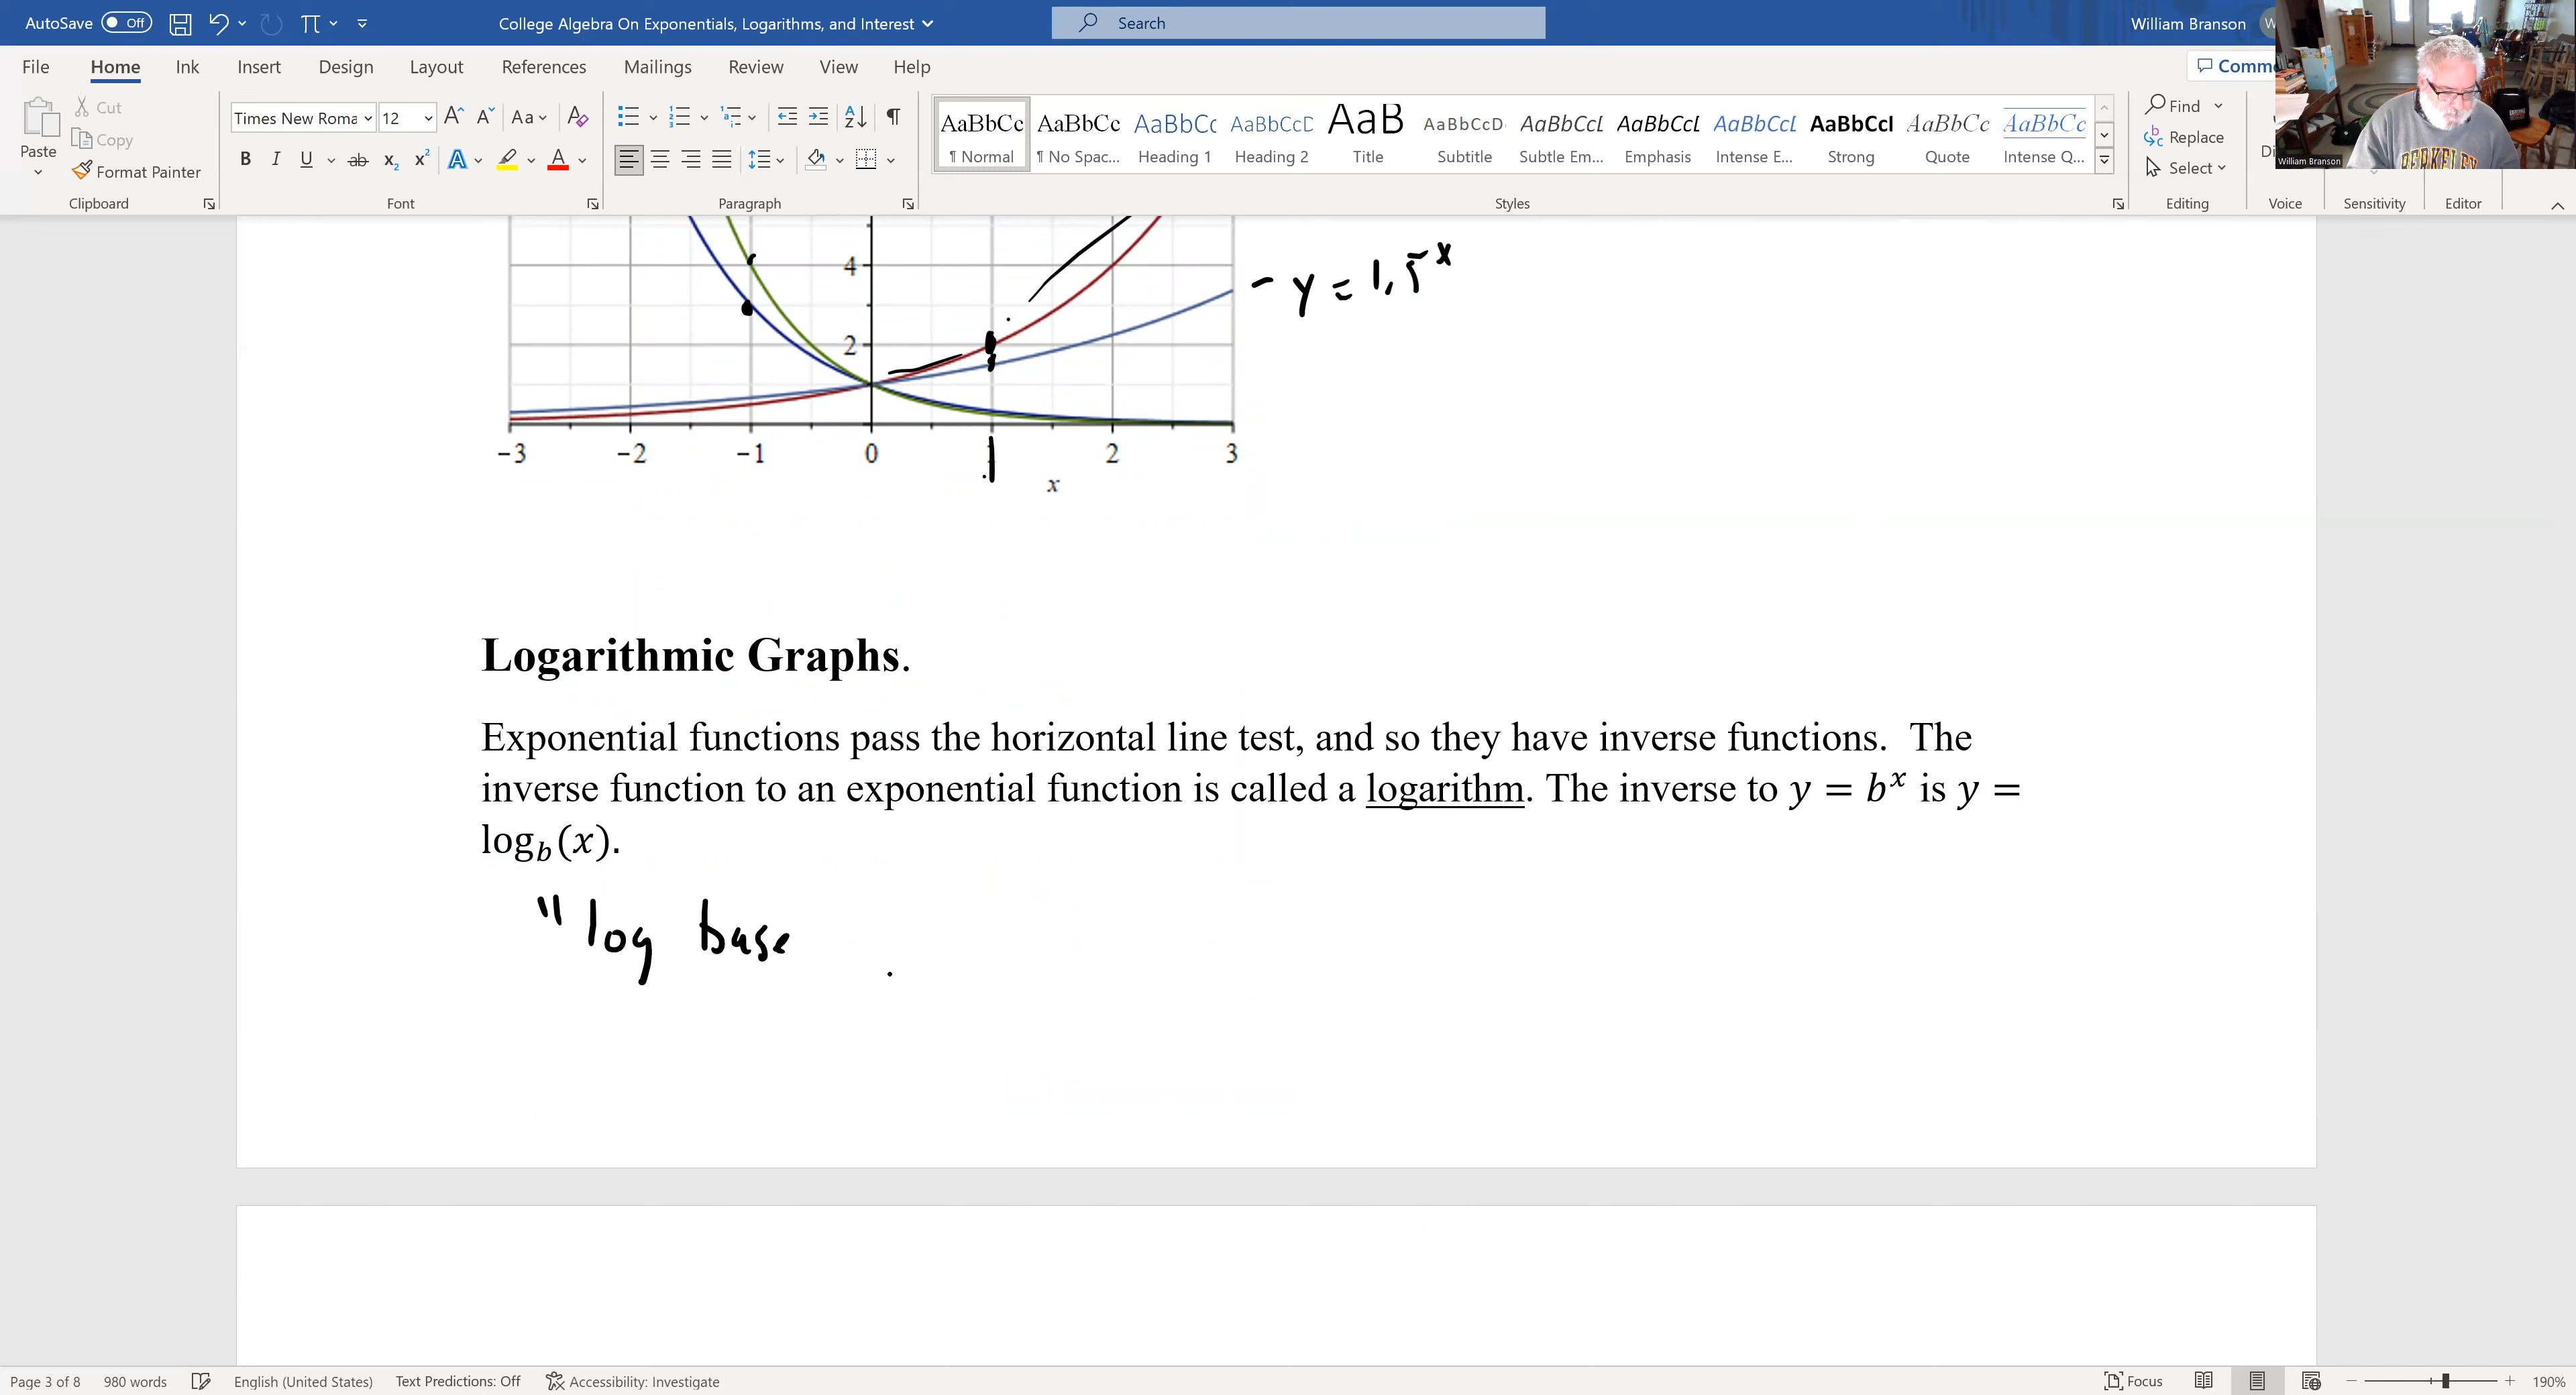 AutoSave Off College Algebra On Exponentials, Logarithms, and Interest Search William Branson
File Home Ink Insert Design Layout References Mailings Review View Help
Paste Cut Copy Format Painter
Clipboard
Times New Roma 12
Font
Paragraph
AaBbCc AaBbCc AaBbCc AaBbCcD AaB AaBbCcD AaBbCcL AaBbCcL AaBbCcL AaBbCcl AaBbCc AaBbCc
¶ Normal ¶ No Spac... Heading 1 Heading 2 Title Subtitle Subtle Em... Emphasis Intense E... Strong Quote Intense Q...
Styles
Find
Replace
Select
Editing Voice Sensitivity Editor
William Branson
BERKELEY
4
2
-3 -2 -1 0 1 2 3
x
- y = 1.5^x
Logarithmic Graphs.
Exponential functions pass the horizontal line test, and so they have inverse functions. The
inverse function to an exponential function is called a logarithm. The inverse to y = b^x is y =
log_b(x).
" log base
Page 3 of 8 980 words English (United States) Text Predictions: Off Accessibility: Investigate Focus 190%